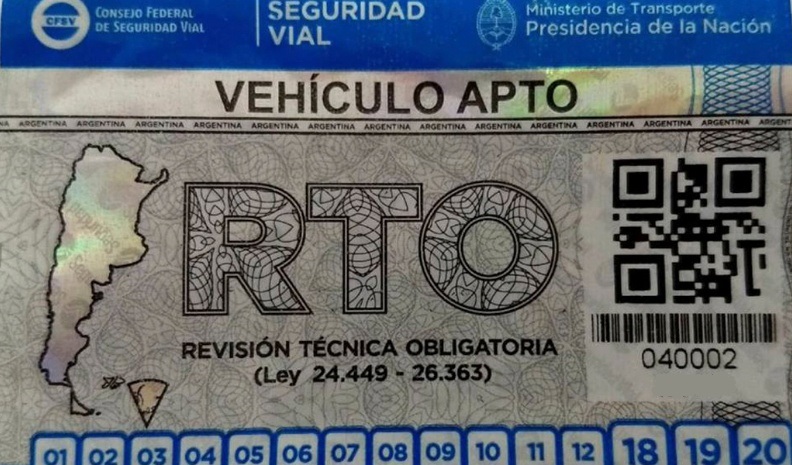 CFSV
CONSEJO FEDERAL
DE SEGURIDAD VIAL
SEGURIDAD
VIAL
Ministerio de Transporte
Presidencia de la Nación
VEHÍCULO APTO
ARGENTINA ARGENTINA ARGENTINA ARGENTINA ARGENTINA ARGENTINA ARGENTINA ARGENTINA ARGENTINA ARGENTINA ARGENTINA ARGENTINA ARGENTINA
RTO
REVISIÓN TÉCNICA OBLIGATORIA
(Ley 24.449 - 26.363)
040002
01 02 03 04 05 06 07 08 09 10 11 12 18 19 20